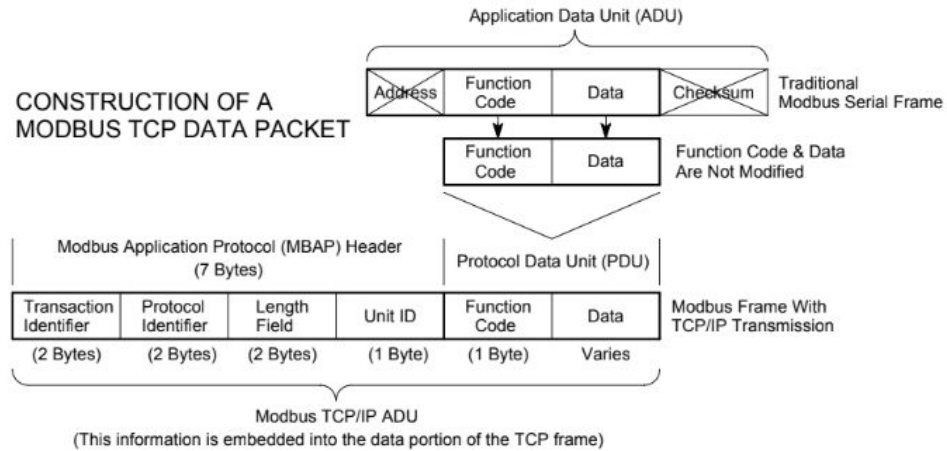 Application Data Unit (ADU)
Address
Function
Code
Data
Checksum
Traditional
Modbus Serial Frame
CONSTRUCTION OF A
MODBUS TCP DATA PACKET
Function
Code
Data
Function Code & Data
Are Not Modified
Modbus Application Protocol (MBAP) Header
(7 Bytes)
Protocol Data Unit (PDU)
Transaction
Identifier
Protocol
Identifier
Length
Field
Unit ID
Function
Code
Data
Modbus Frame With
TCP/IP Transmission
(2 Bytes)
(2 Bytes)
(2 Bytes)
(1 Byte)
(1 Byte)
Varies
Modbus TCP/IP ADU
(This information is embedded into the data portion of the TCP frame)